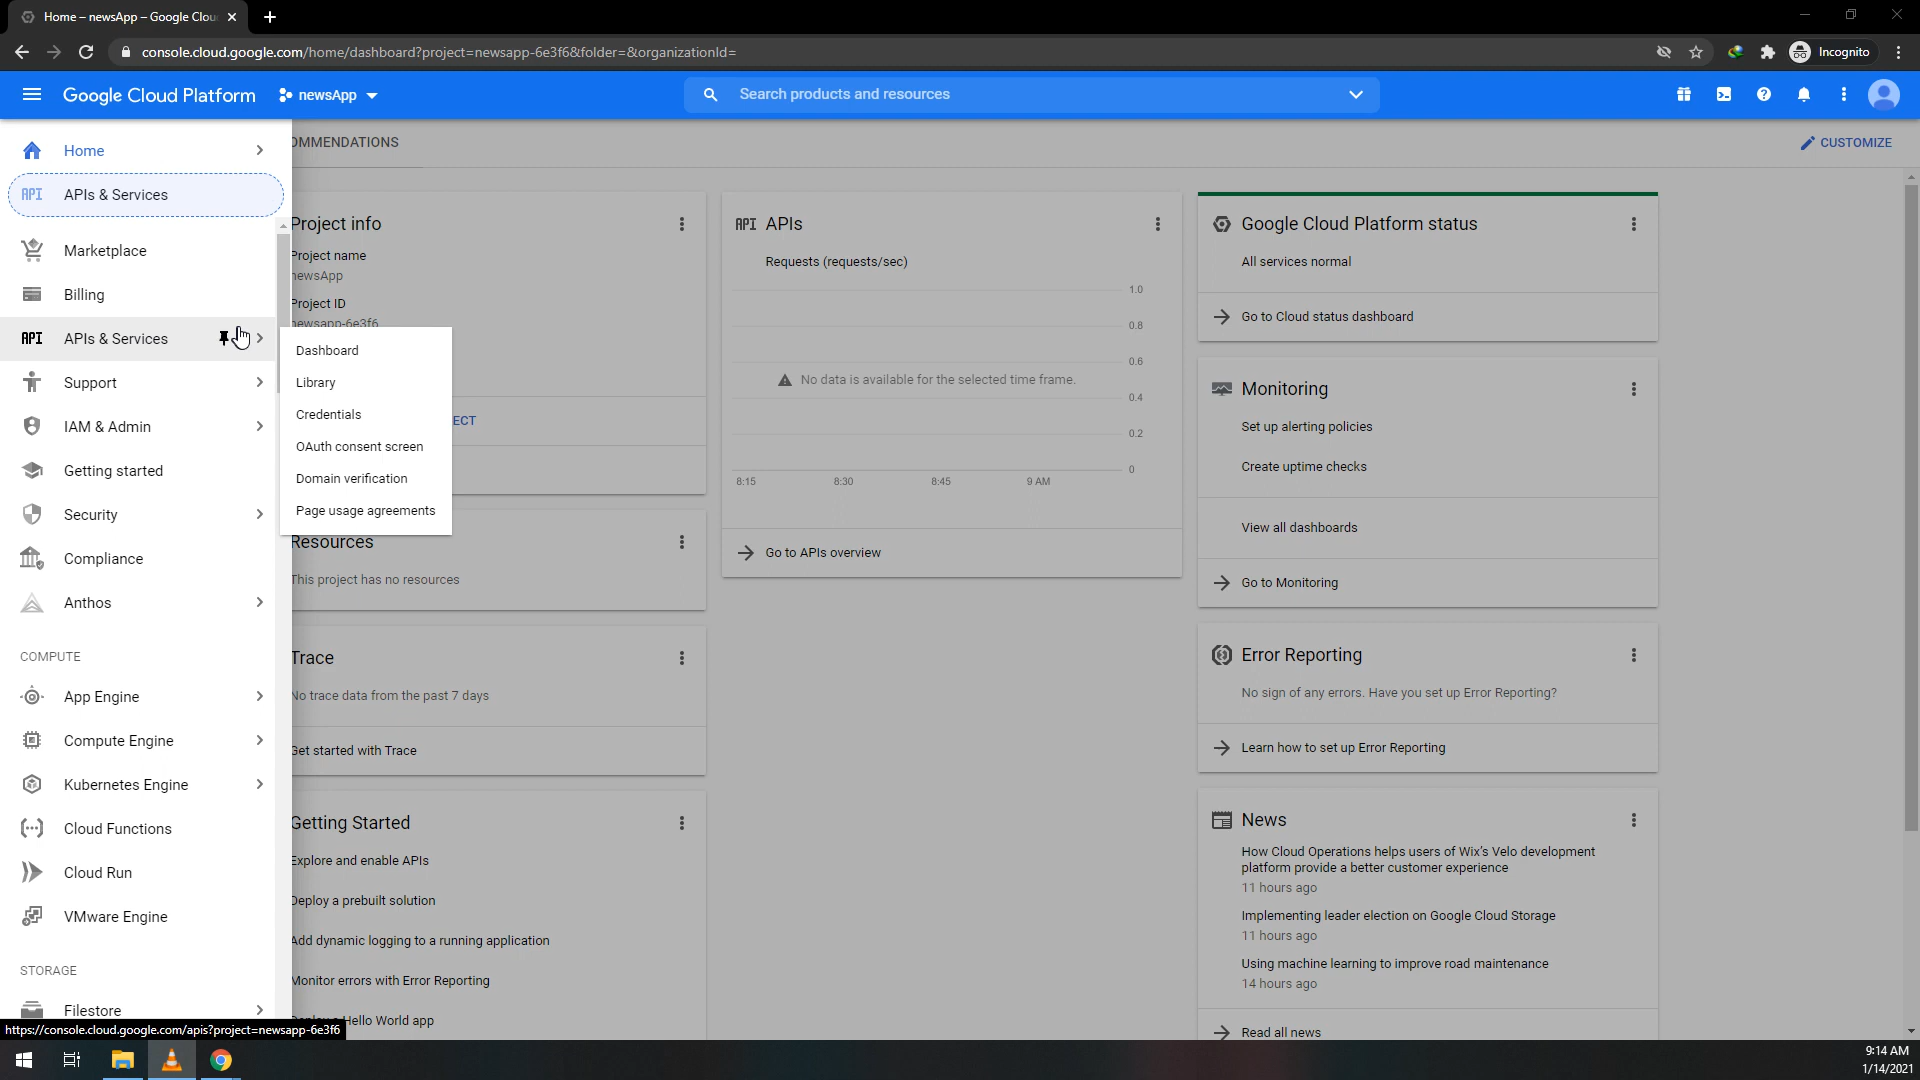 Home – newsApp – Google Clou
console.cloud.google.com/home/dashboard?project=newsapp-6e3f6&folder=&organizationId=
Incognito
Google Cloud Platform
newsApp
Search products and resources
Home
OMMENDATIONS
CUSTOMIZE
API APIs & Services
Marketplace
Billing
API APIs & Services
Support
IAM & Admin
Getting started
Security
Compliance
Anthos
COMPUTE
App Engine
Compute Engine
Kubernetes Engine
Cloud Functions
Cloud Run
VMware Engine
STORAGE
Filestore
https://console.cloud.google.com/apis?project=newsapp-6e3f6
Dashboard
Library
Credentials
OAuth consent screen
Domain verification
Page usage agreements
Project info
Project name
newsApp
Project ID
newsapp-6e3f6
ECT
Resources
This project has no resources
Trace
No trace data from the past 7 days
Get started with Trace
Getting Started
Explore and enable APIs
Deploy a prebuilt solution
Add dynamic logging to a running application
Monitor errors with Error Reporting
Hello World app
API APIs
Requests (requests/sec)
1.0
0.8
0.6
No data is available for the selected time frame.
0.4
0.2
0
8:15 8:30 8:45 9 AM
Go to APIs overview
Google Cloud Platform status
All services normal
Go to Cloud status dashboard
Monitoring
Set up alerting policies
Create uptime checks
View all dashboards
Go to Monitoring
Error Reporting
No sign of any errors. Have you set up Error Reporting?
Learn how to set up Error Reporting
News
How Cloud Operations helps users of Wix's Velo development
platform provide a better customer experience
11 hours ago
Implementing leader election on Google Cloud Storage
11 hours ago
Using machine learning to improve road maintenance
14 hours ago
Read all news
9:14 AM
1/14/2021